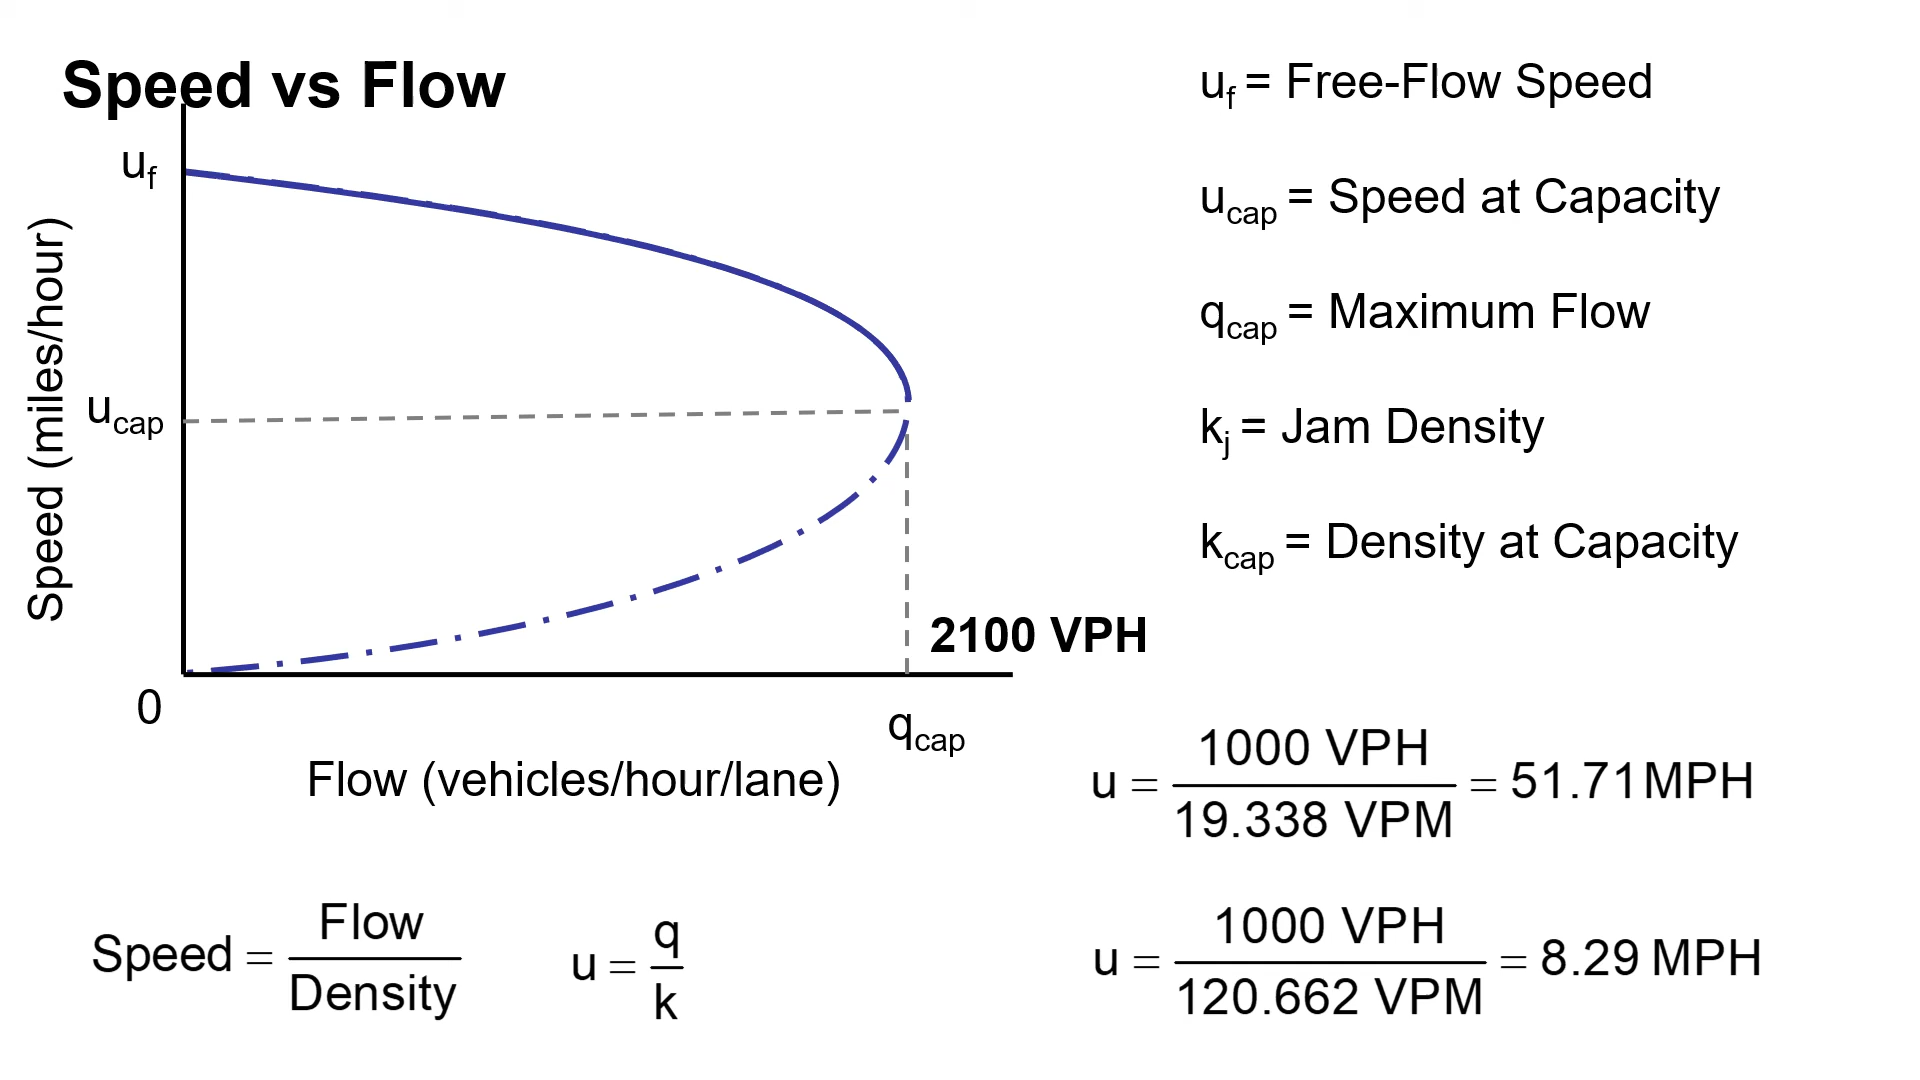 Speed vs Flow
u_f
Speed (miles/hour)
u_cap
0
2100 VPH
q_cap
Flow (vehicles/hour/lane)
u_f = Free-Flow Speed
u_cap = Speed at Capacity
q_cap = Maximum Flow
k_j = Jam Density
k_cap = Density at Capacity
u = 1000 VPH / 19.338 VPM = 51.71 MPH
Speed = Flow / Density
u = q / k
u = 1000 VPH / 120.662 VPM = 8.29 MPH